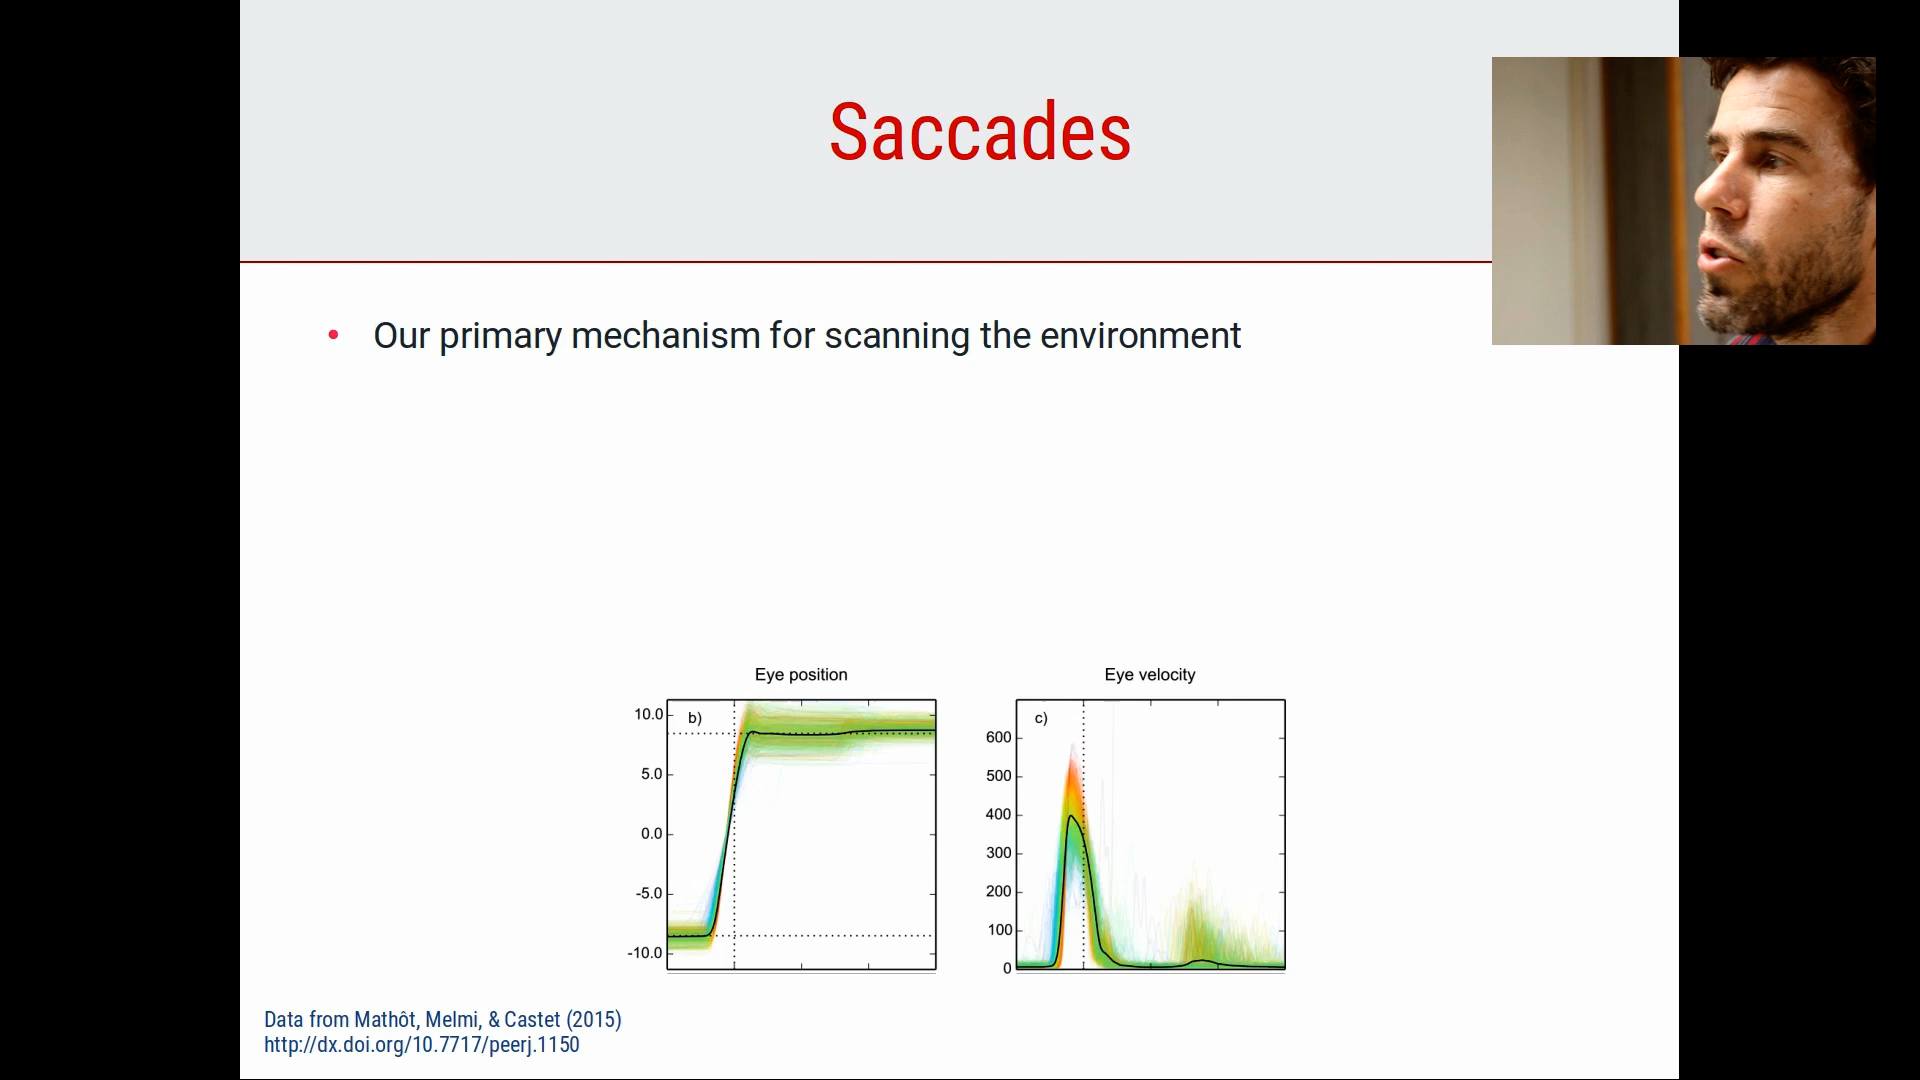 Saccades
• Our primary mechanism for scanning the environment
Eye position
b)
10.0
5.0
0.0
-5.0
-10.0
Eye velocity
c)
600
500
400
300
200
100
0
Data from Mathôt, Melmi, & Castet (2015)
http://dx.doi.org/10.7717/peerj.1150